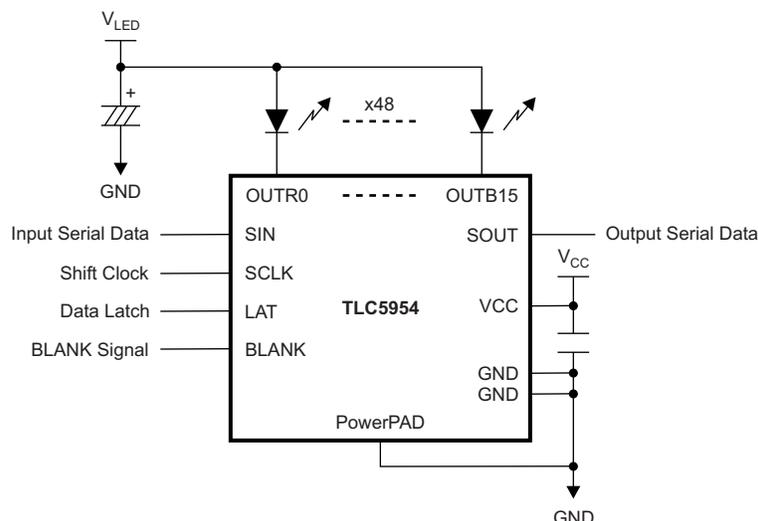 VLED
+
x48
GND
OUTR0 OUTB15
Input Serial Data SIN SOUT Output Serial Data
VCC
Shift Clock SCLK
Data Latch LAT TLC5954 VCC
BLANK Signal BLANK
GND
GND
PowerPAD
GND